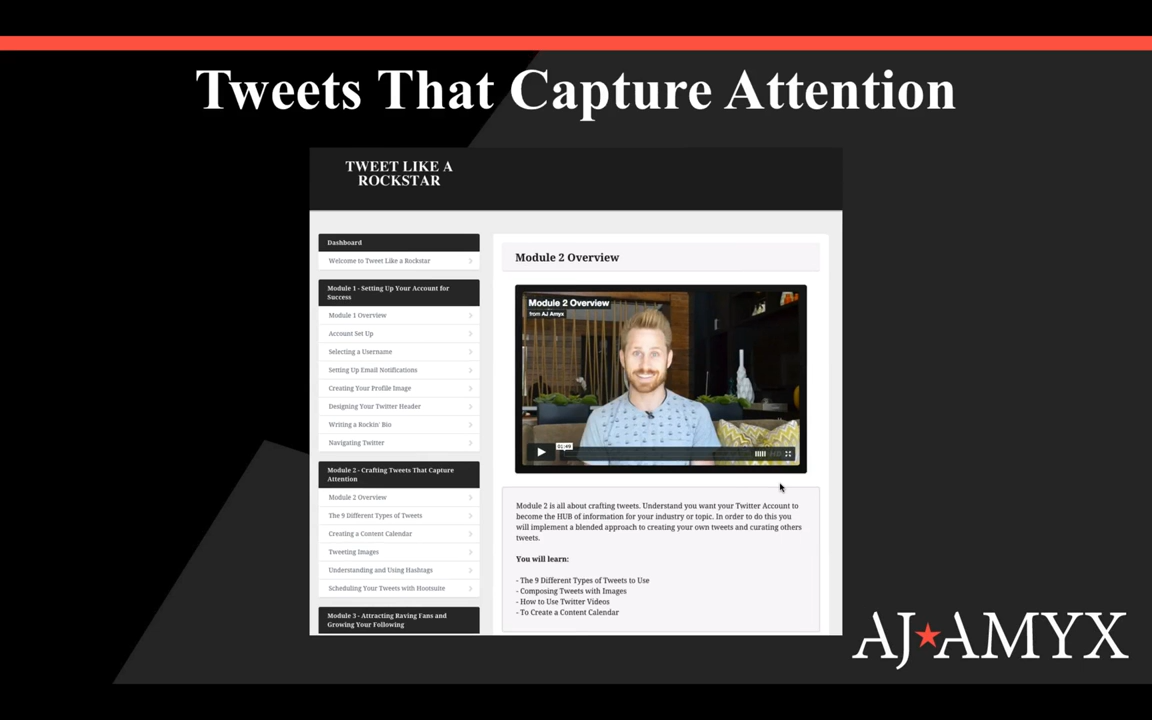 Tweets That Capture Attention
TWEET LIKE A
ROCKSTAR
Dashboard
Welcome to Tweet Like a Rockstar
Module 1 - Setting Up Your Account for
Success
Module 1 Overview
Account Set Up
Selecting a Username
Setting Up Email Notifications
Creating Your Profile Image
Designing Your Twitter Header
Writing a Rockin' Bio
Navigating Twitter
Module 2 - Crafting Tweets That Capture
Attention
Module 2 Overview
The 9 Different Types of Tweets
Creating a Content Calendar
Tweeting Images
Understanding and Using Hashtags
Scheduling Your Tweets with Hootsuite
Module 3 - Attracting Raving Fans and
Growing Your Following
Module 2 Overview
Module 2 Overview
from AJ Amyx
01:49
HD
Module 2 is all about crafting tweets. Understand you want your Twitter Account to
become the HUB of information for your industry or topic. In order to do this you
will implement a blended approach to creating your own tweets and curating others
tweets.
You will learn:
- The 9 Different Types of Tweets to Use
- Composing Tweets with Images
- How to Use Twitter Videos
- To Create a Content Calendar
AJ★AMYX